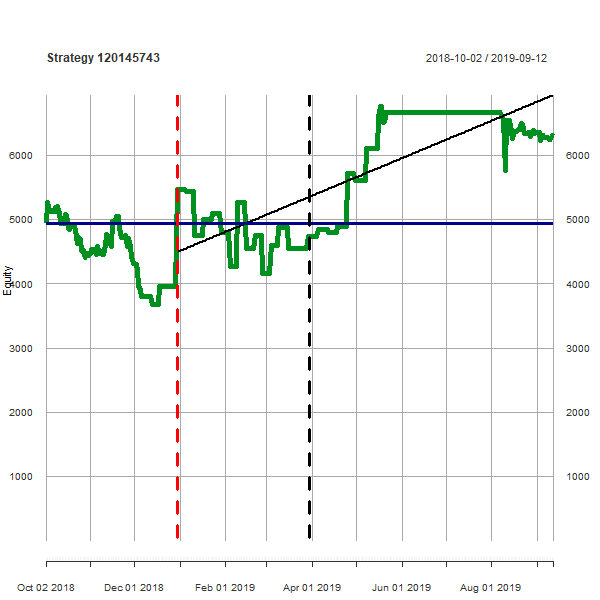 Strategy 120145743
2018-10-02 / 2019-09-12
Equity
6000
5000
4000
3000
2000
1000
6000
5000
4000
3000
2000
1000
Oct 02 2018
Dec 01 2018
Feb 01 2019
Apr 01 2019
Jun 01 2019
Aug 01 2019